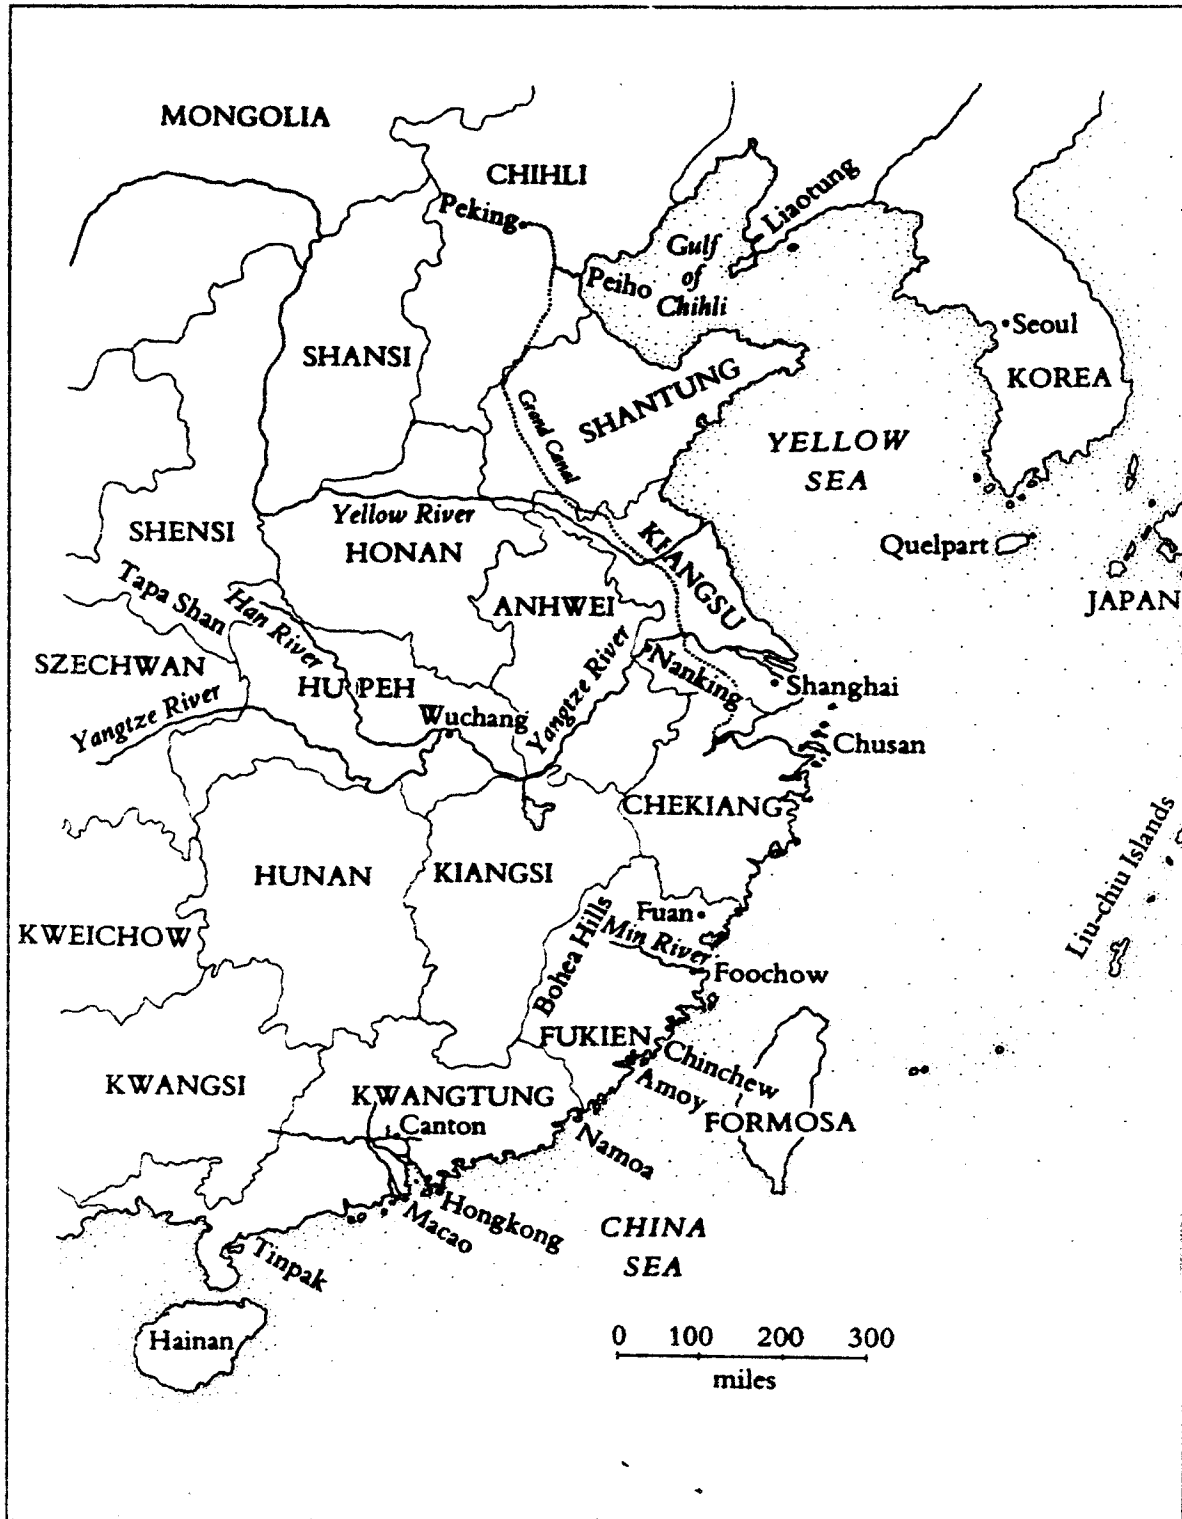 MONGOLIA
CHIHLI
Peking
Liaotung
Gulf
of
Chihli
Peiho
Seoul
SHANSI
KOREA
SHANTUNG
Grand Canal
YELLOW
SEA
Yellow River
SHENSI
HONAN
KIANGSU
Quelpart
Tapa Shan
Han River
ANHWEI
JAPAN
SZECHWAN
HUPEH
Yangtze River
Nanking
Shanghai
Yangtze River
Wuchang
Chusan
CHEKIANG
HUNAN
KIANGSI
Liu-chiu Islands
Fuan
KWEICHOW
Min River
Bohea Hills
Foochow
FUKIEN
Chinchew
KWANGSI
KWANGTUNG
Amoy
Canton
FORMOSA
Namoa
Hongkong
Macao
CHINA
SEA
Tinpak
Hainan
0 100 200 300
miles